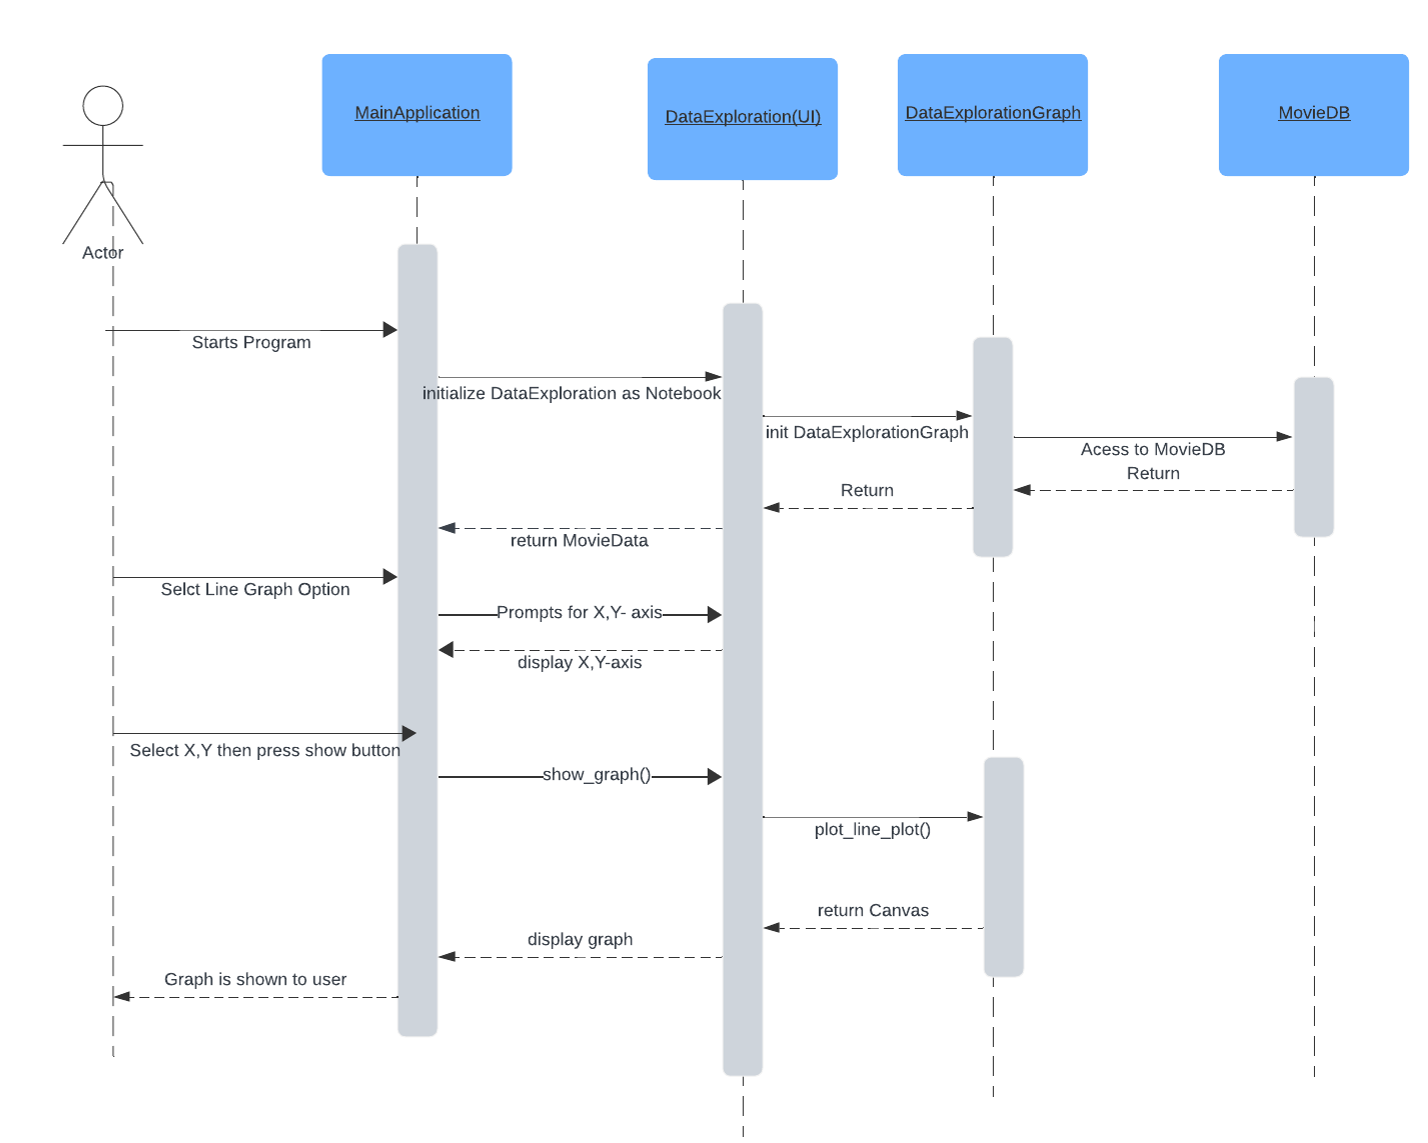 MainApplication
DataExploration(UI)
DataExplorationGraph
MovieDB
Actor
Starts Program
initialize DataExploration as Notebook
init DataExplorationGraph
Acess to MovieDB
Return
Return
return MovieData
Selct Line Graph Option
Prompts for X,Y- axis
display X,Y-axis
Select X,Y then press show button
show_graph()
plot_line_plot()
return Canvas
display graph
Graph is shown to user